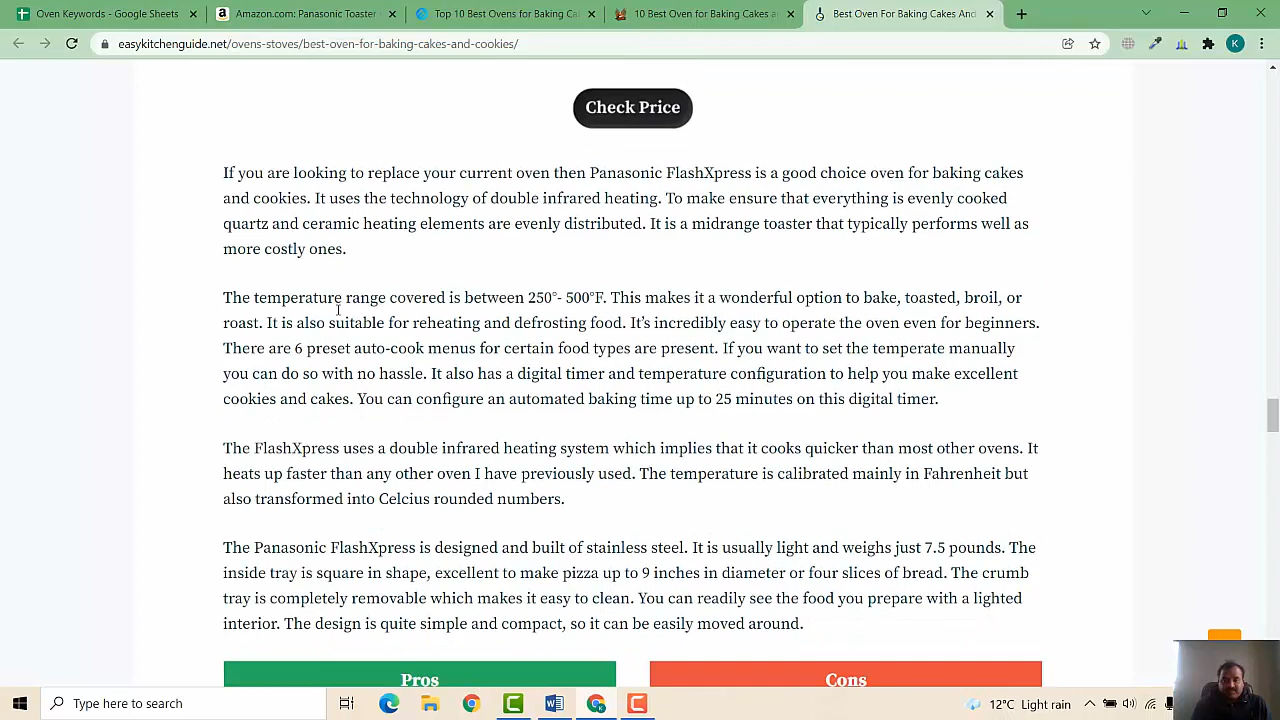 Oven Keywords - Google Sheets
Amazon.com: Panasonic Toaster
Top 10 Best Ovens for Baking Ca
10 Best Oven for Baking Cakes a
Best Oven For Baking Cakes And
easykitchenguide.net/ovens-stoves/best-oven-for-baking-cakes-and-cookies/
K
Check Price
If you are looking to replace your current oven then Panasonic FlashXpress is a good choice oven for baking cakes
and cookies. It uses the technology of double infrared heating. To make ensure that everything is evenly cooked
quartz and ceramic heating elements are evenly distributed. It is a midrange toaster that typically performs well as
more costly ones.
The temperature range covered is between 250°- 500°F. This makes it a wonderful option to bake, toasted, broil, or
roast. It is also suitable for reheating and defrosting food. It’s incredibly easy to operate the oven even for beginners.
There are 6 preset auto-cook menus for certain food types are present. If you want to set the temperate manually
you can do so with no hassle. It also has a digital timer and temperature configuration to help you make excellent
cookies and cakes. You can configure an automated baking time up to 25 minutes on this digital timer.
The FlashXpress uses a double infrared heating system which implies that it cooks quicker than most other ovens. It
heats up faster than any other oven I have previously used. The temperature is calibrated mainly in Fahrenheit but
also transformed into Celcius rounded numbers.
The Panasonic FlashXpress is designed and built of stainless steel. It is usually light and weighs just 7.5 pounds. The
inside tray is square in shape, excellent to make pizza up to 9 inches in diameter or four slices of bread. The crumb
tray is completely removable which makes it easy to clean. You can readily see the food you prepare with a lighted
interior. The design is quite simple and compact, so it can be easily moved around.
Pros
Cons
Type here to search
12°C Light rain